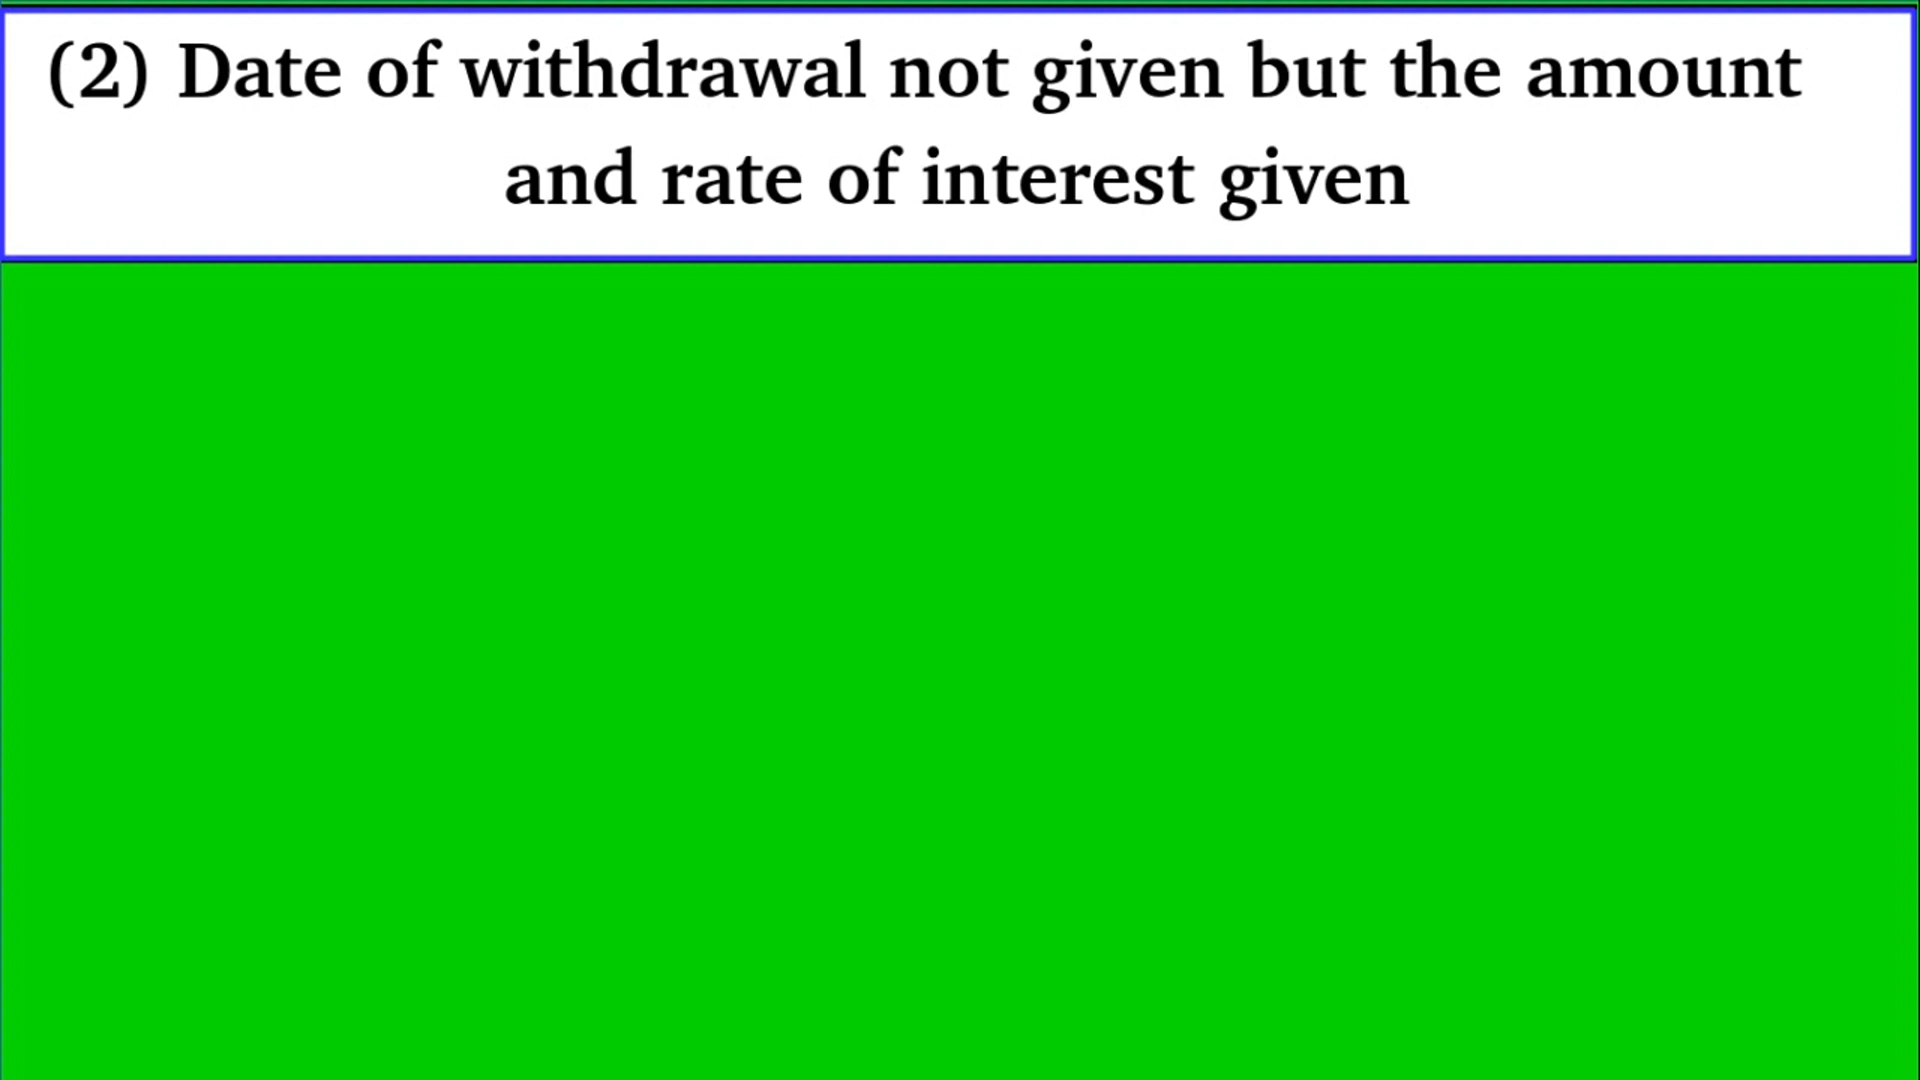 (2) Date of withdrawal not given but the amount
and rate of interest given